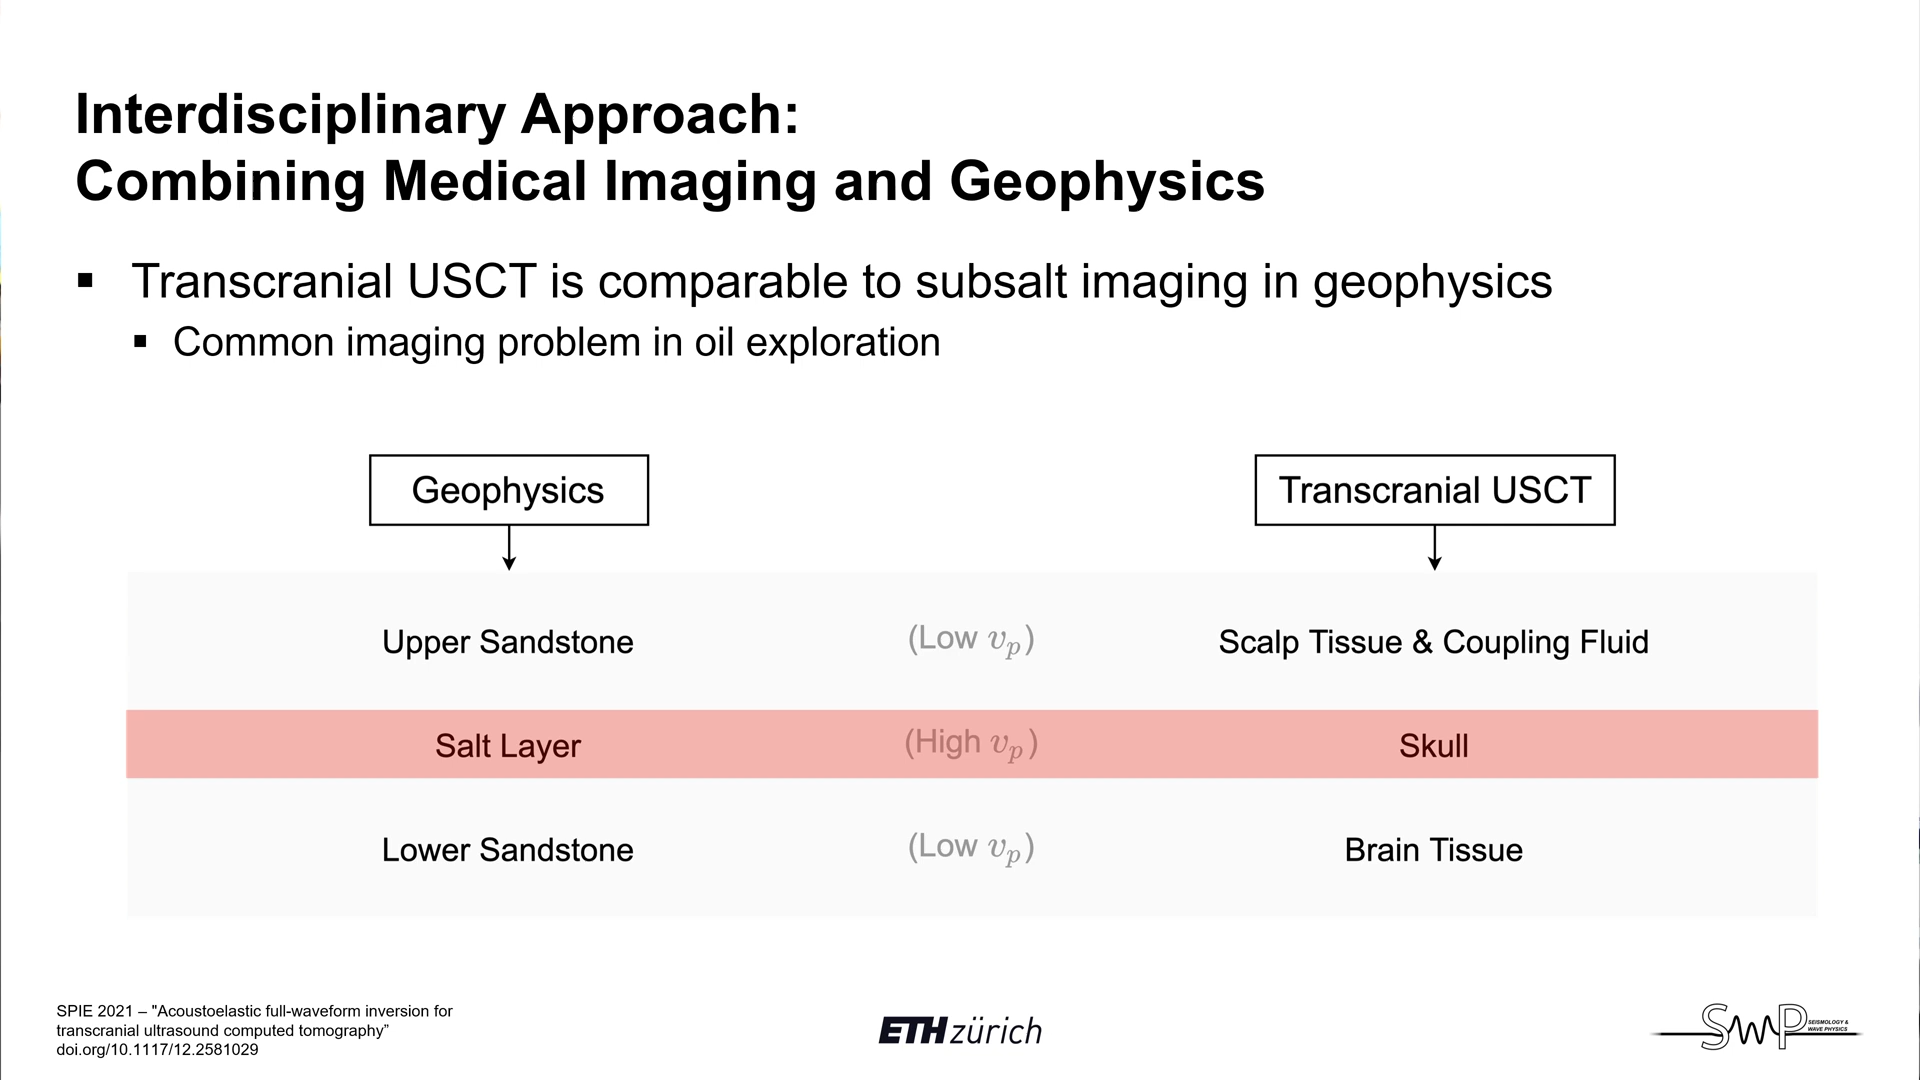 Interdisciplinary Approach:
Combining Medical Imaging and Geophysics
▪ Transcranial USCT is comparable to subsalt imaging in geophysics
▪ Common imaging problem in oil exploration
Geophysics
Transcranial USCT
Upper Sandstone (Low vₚ) Scalp Tissue & Coupling Fluid
Salt Layer (High vₚ) Skull
Lower Sandstone (Low vₚ) Brain Tissue
SPIE 2021 – "Acoustoelastic full-waveform inversion for
transcranial ultrasound computed tomography”
doi.org/10.1117/12.2581029
ETH zürich
SWP SEISMOLOGY &
WAVE PHYSICS